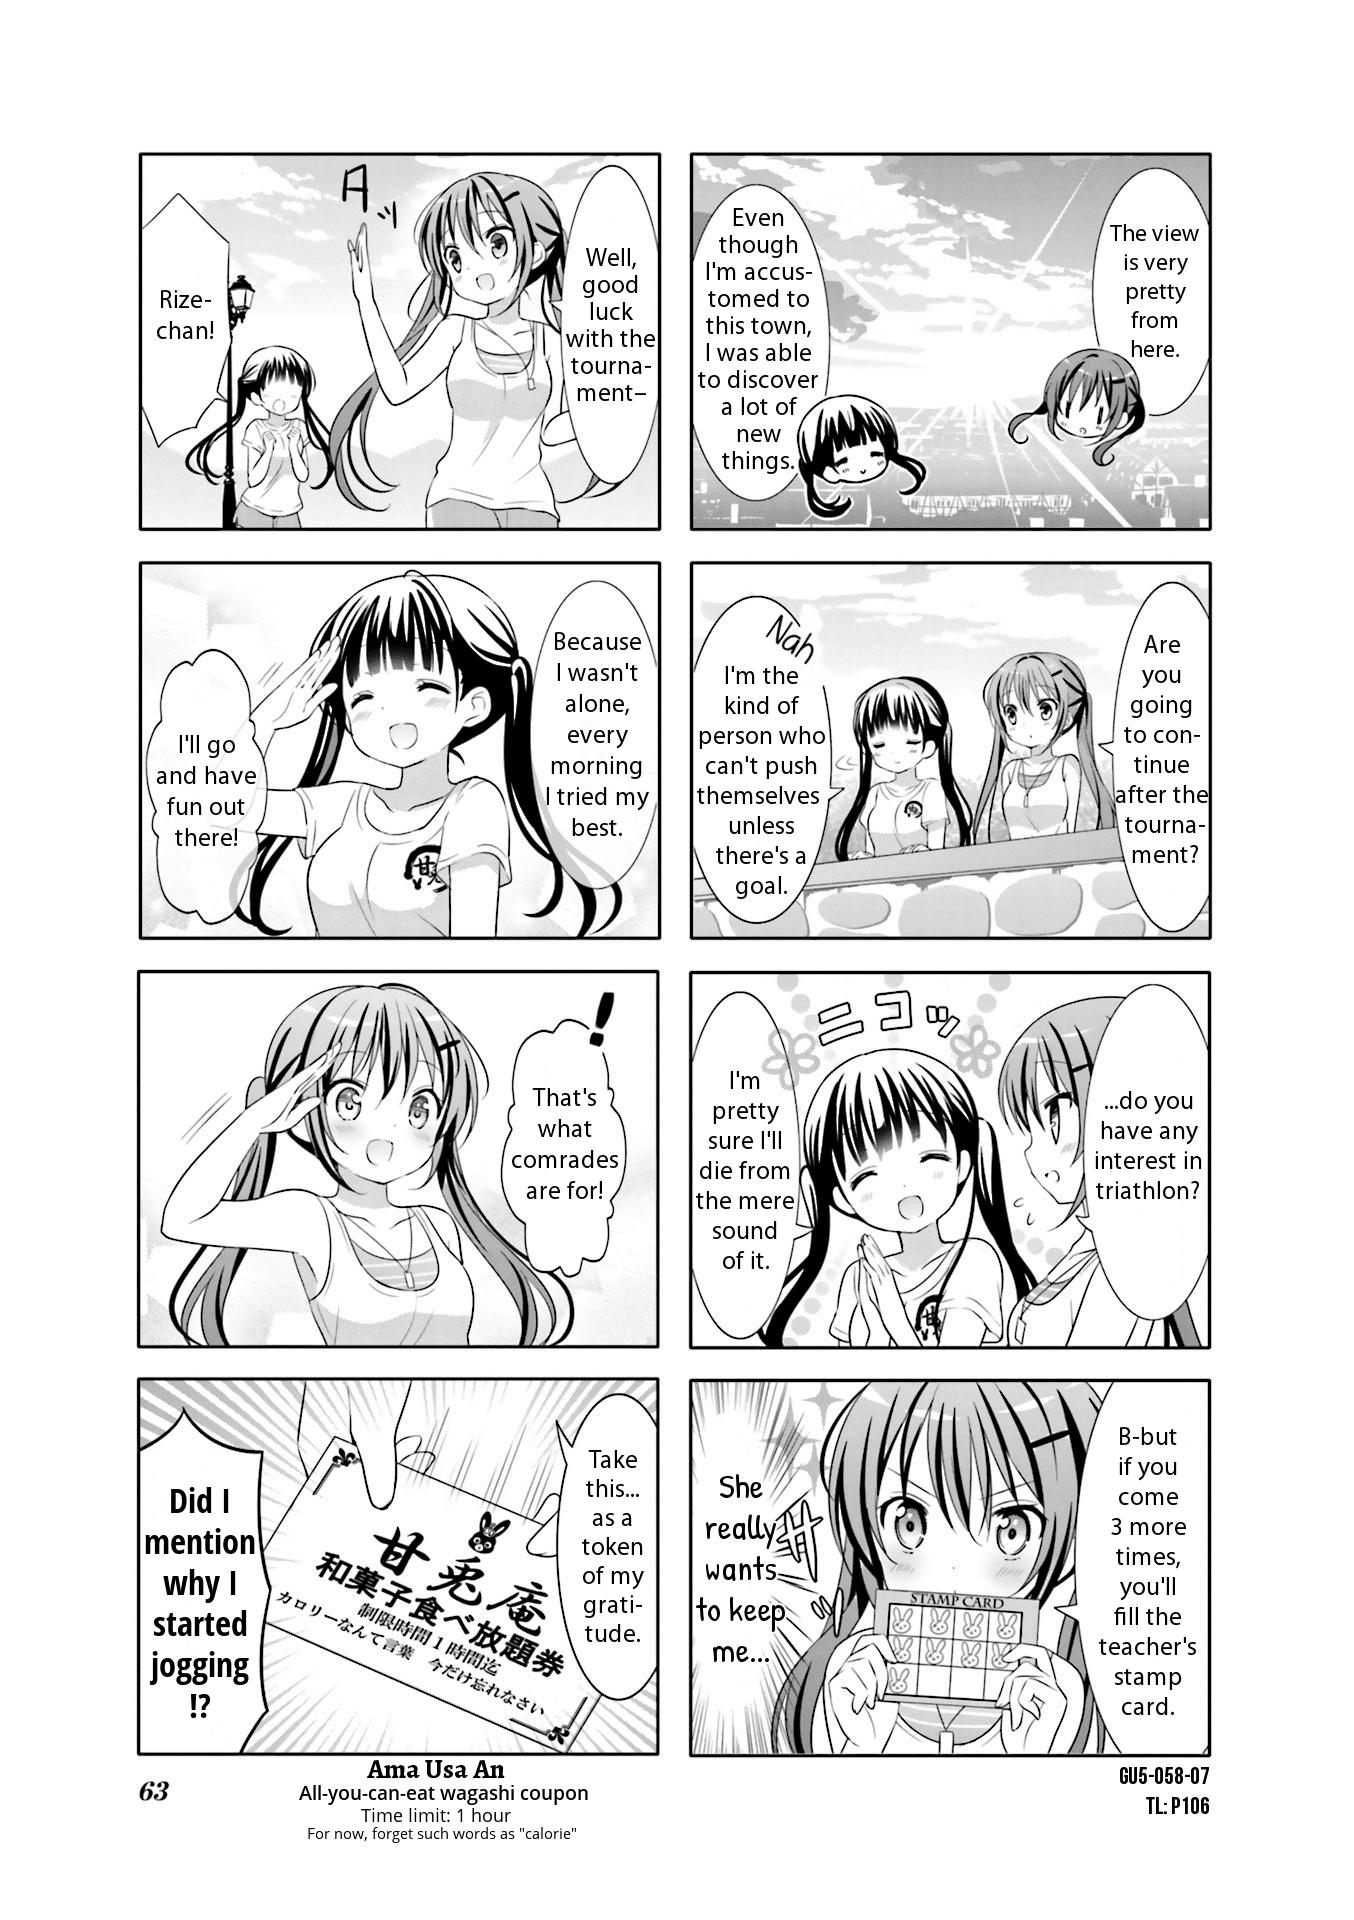 The view
is very
pretty
from
here.
Even
though
I'm accus-
tomed to
this town,
I was able
to discover
a lot of
new
things.
Are
you
going
to con-
tinue
after the
tourna-
ment?
Nah
I'm the
kind of
person who
can't push
themselves
unless
there's a
goal.
...do you
have any
interest in
triathlon?
ニコッ
I'm
pretty
sure I'll
die from
the mere
sound
of it.
B-but
if you
come
3 more
times,
you'll
fill the
teacher's
stamp
card.
STAMP CARD
She
really
wants
to keep
me...
Well,
good
luck
with the
tourna-
ment–
Rize-
chan!
Because
I wasn't
alone,
every
morning
I tried my
best.
I'll go
and have
fun out
there!
!
That's
what
comrades
are for!
Take
this...
as a
token
of my
grati-
tude.
甘兎庵
和菓子食べ放題券
制限時間1時間迄
カロリーなんて言葉 今だけ忘れなさい
Did I
mention
why I
started
jogging
!?
Ama Usa An
All-you-can-eat wagashi coupon
Time limit: 1 hour
For now, forget such words as "calorie"
63
GU5-058-07
TL: P106